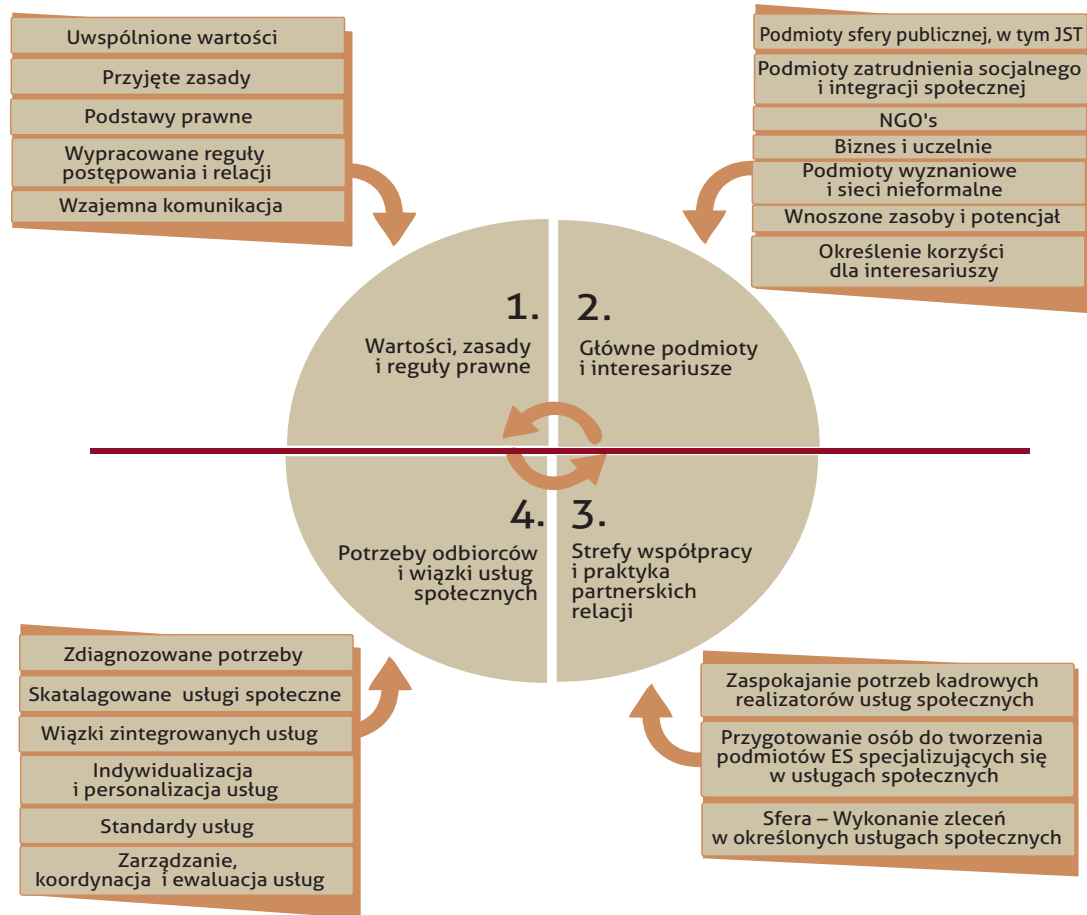 Uwspólnione wartości
Przyjęte zasady
Podstawy prawne
Wypracowane reguły
postępowania i relacji
Wzajemna komunikacja
Podmioty sfery publicznej, w tym JST
Podmioty zatrudnienia socjalnego
i integracji społecznej
NGO's
Biznes i uczelnie
Podmioty wyznaniowe
i sieci nieformalne
Wnoszone zasoby i potencjał
Określenie korzyści
dla interesariuszy
1.
Wartości, zasady
i reguły prawne
2.
Główne podmioty
i interesariusze
4.
Potrzeby odbiorców
i wiązki usług
społecznych
3.
Strefy współpracy
i praktyka
partnerskich
relacji
Zdiagnozowane potrzeby
Skatalagowane usługi społeczne
Wiązki zintegrowanych usług
Indywidualizacja
i personalizacja usług
Standardy usług
Zarządzanie,
koordynacja i ewaluacja usług
Zaspokajanie potrzeb kadrowych
realizatorów usług społecznych
Przygotowanie osób do tworzenia
podmiotów ES specjalizujących się
w usługach społecznych
Sfera – Wykonanie zleceń
w określonych usługach społecznych